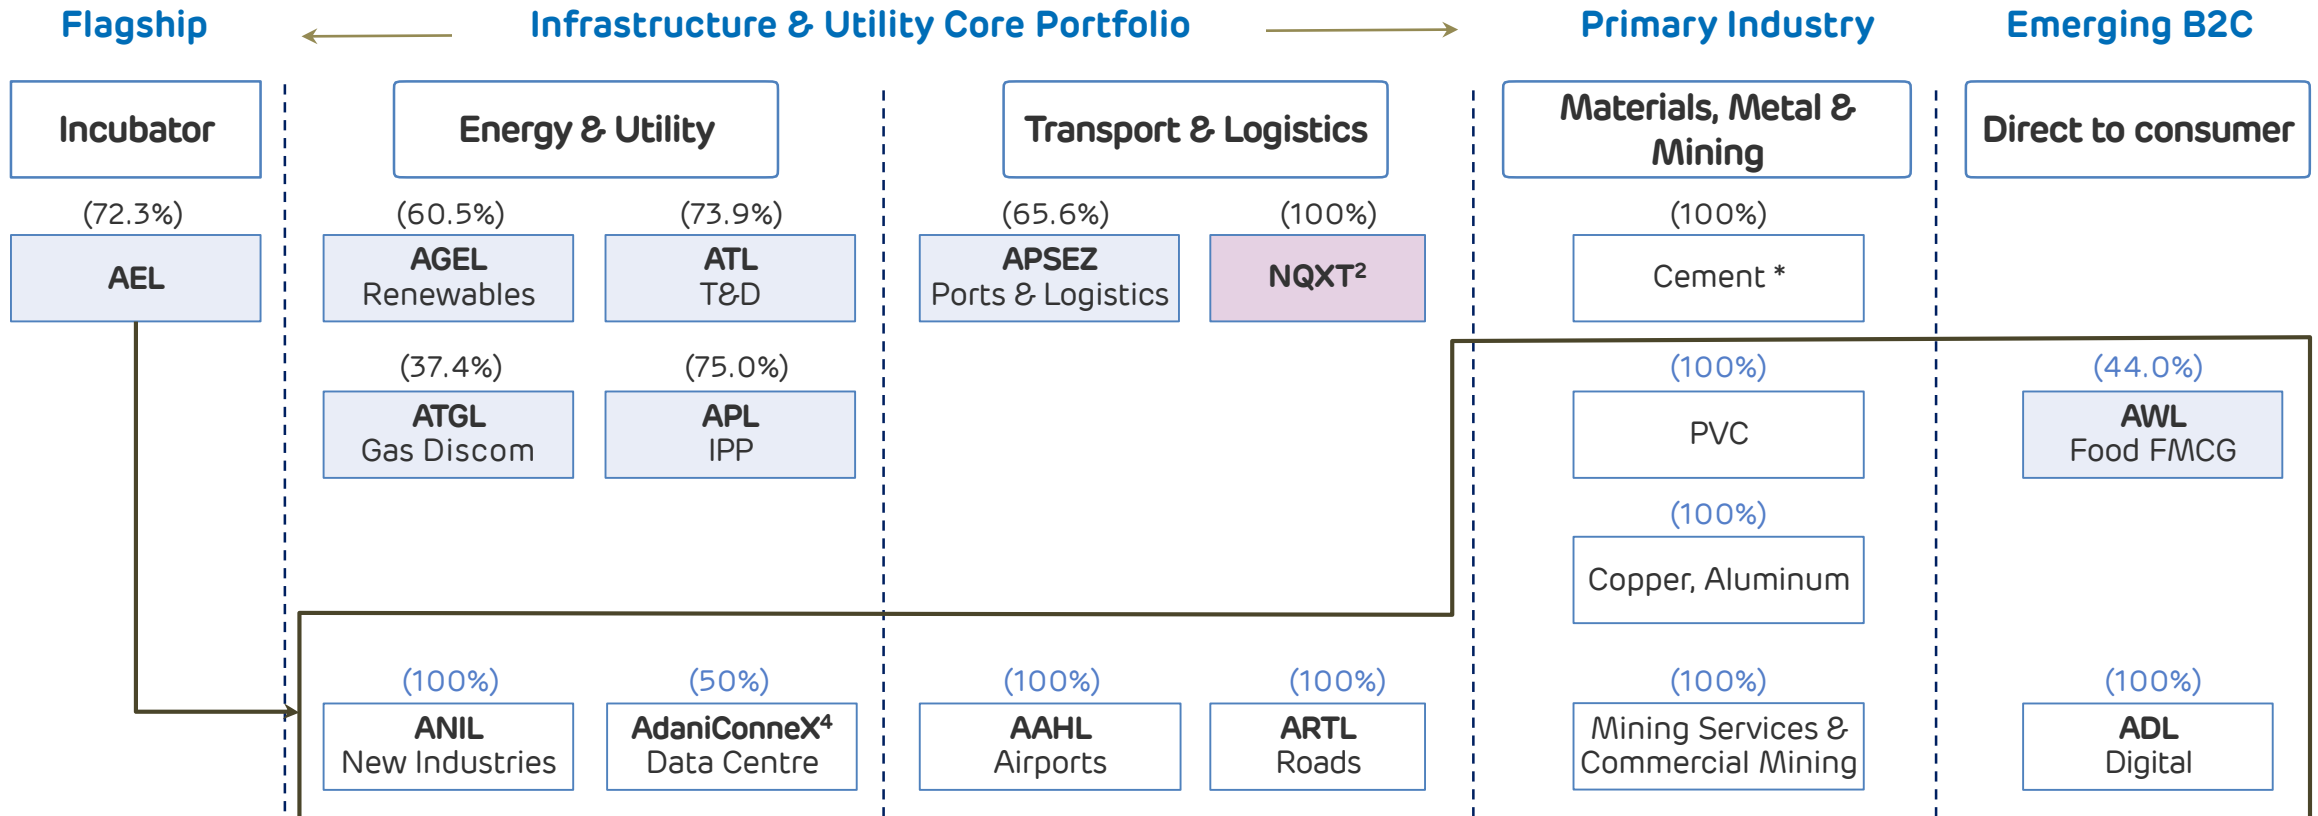 Flagship
Infrastructure & Utility Core Portfolio
Primary Industry
Emerging B2C
Incubator
Energy & Utility
Transport & Logistics
Materials, Metal &
Mining
Direct to consumer
(72.3%)
(60.5%)
(73.9%)
(65.6%)
(100%)
(100%)
AEL
AGEL
Renewables
ATL
T&D
APSEZ
Ports & Logistics
NQXT²
Cement *
(37.4%)
(75.0%)
(100%)
(44.0%)
ATGL
Gas Discom
APL
IPP
PVC
AWL
Food FMCG
(100%)
Copper, Aluminum
(100%)
(50%)
(100%)
(100%)
(100%)
(100%)
ANIL
New Industries
AdaniConneX⁴
Data Centre
AAHL
Airports
ARTL
Roads
Mining Services &
Commercial Mining
ADL
Digital